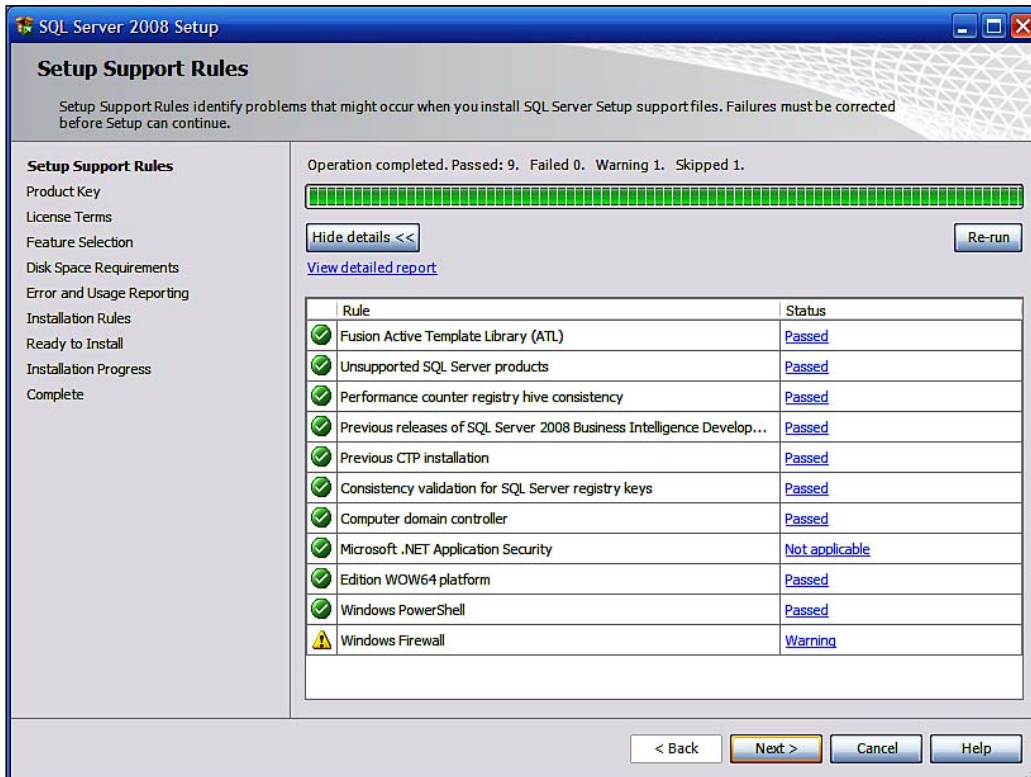 SQL Server 2008 Setup
Setup Support Rules
Setup Support Rules identify problems that might occur when you install SQL Server Setup support files. Failures must be corrected
before Setup can continue.
Setup Support Rules
Product Key
License Terms
Feature Selection
Disk Space Requirements
Error and Usage Reporting
Installation Rules
Ready to Install
Installation Progress
Complete
Operation completed. Passed: 9. Failed 0. Warning 1. Skipped 1.
Hide details <<
Re-run
View detailed report
Rule Status
Fusion Active Template Library (ATL) Passed
Unsupported SQL Server products Passed
Performance counter registry hive consistency Passed
Previous releases of SQL Server 2008 Business Intelligence Develop... Passed
Previous CTP installation Passed
Consistency validation for SQL Server registry keys Passed
Computer domain controller Passed
Microsoft .NET Application Security Not applicable
Edition WOW64 platform Passed
Windows PowerShell Passed
Windows Firewall Warning
< Back Next > Cancel Help